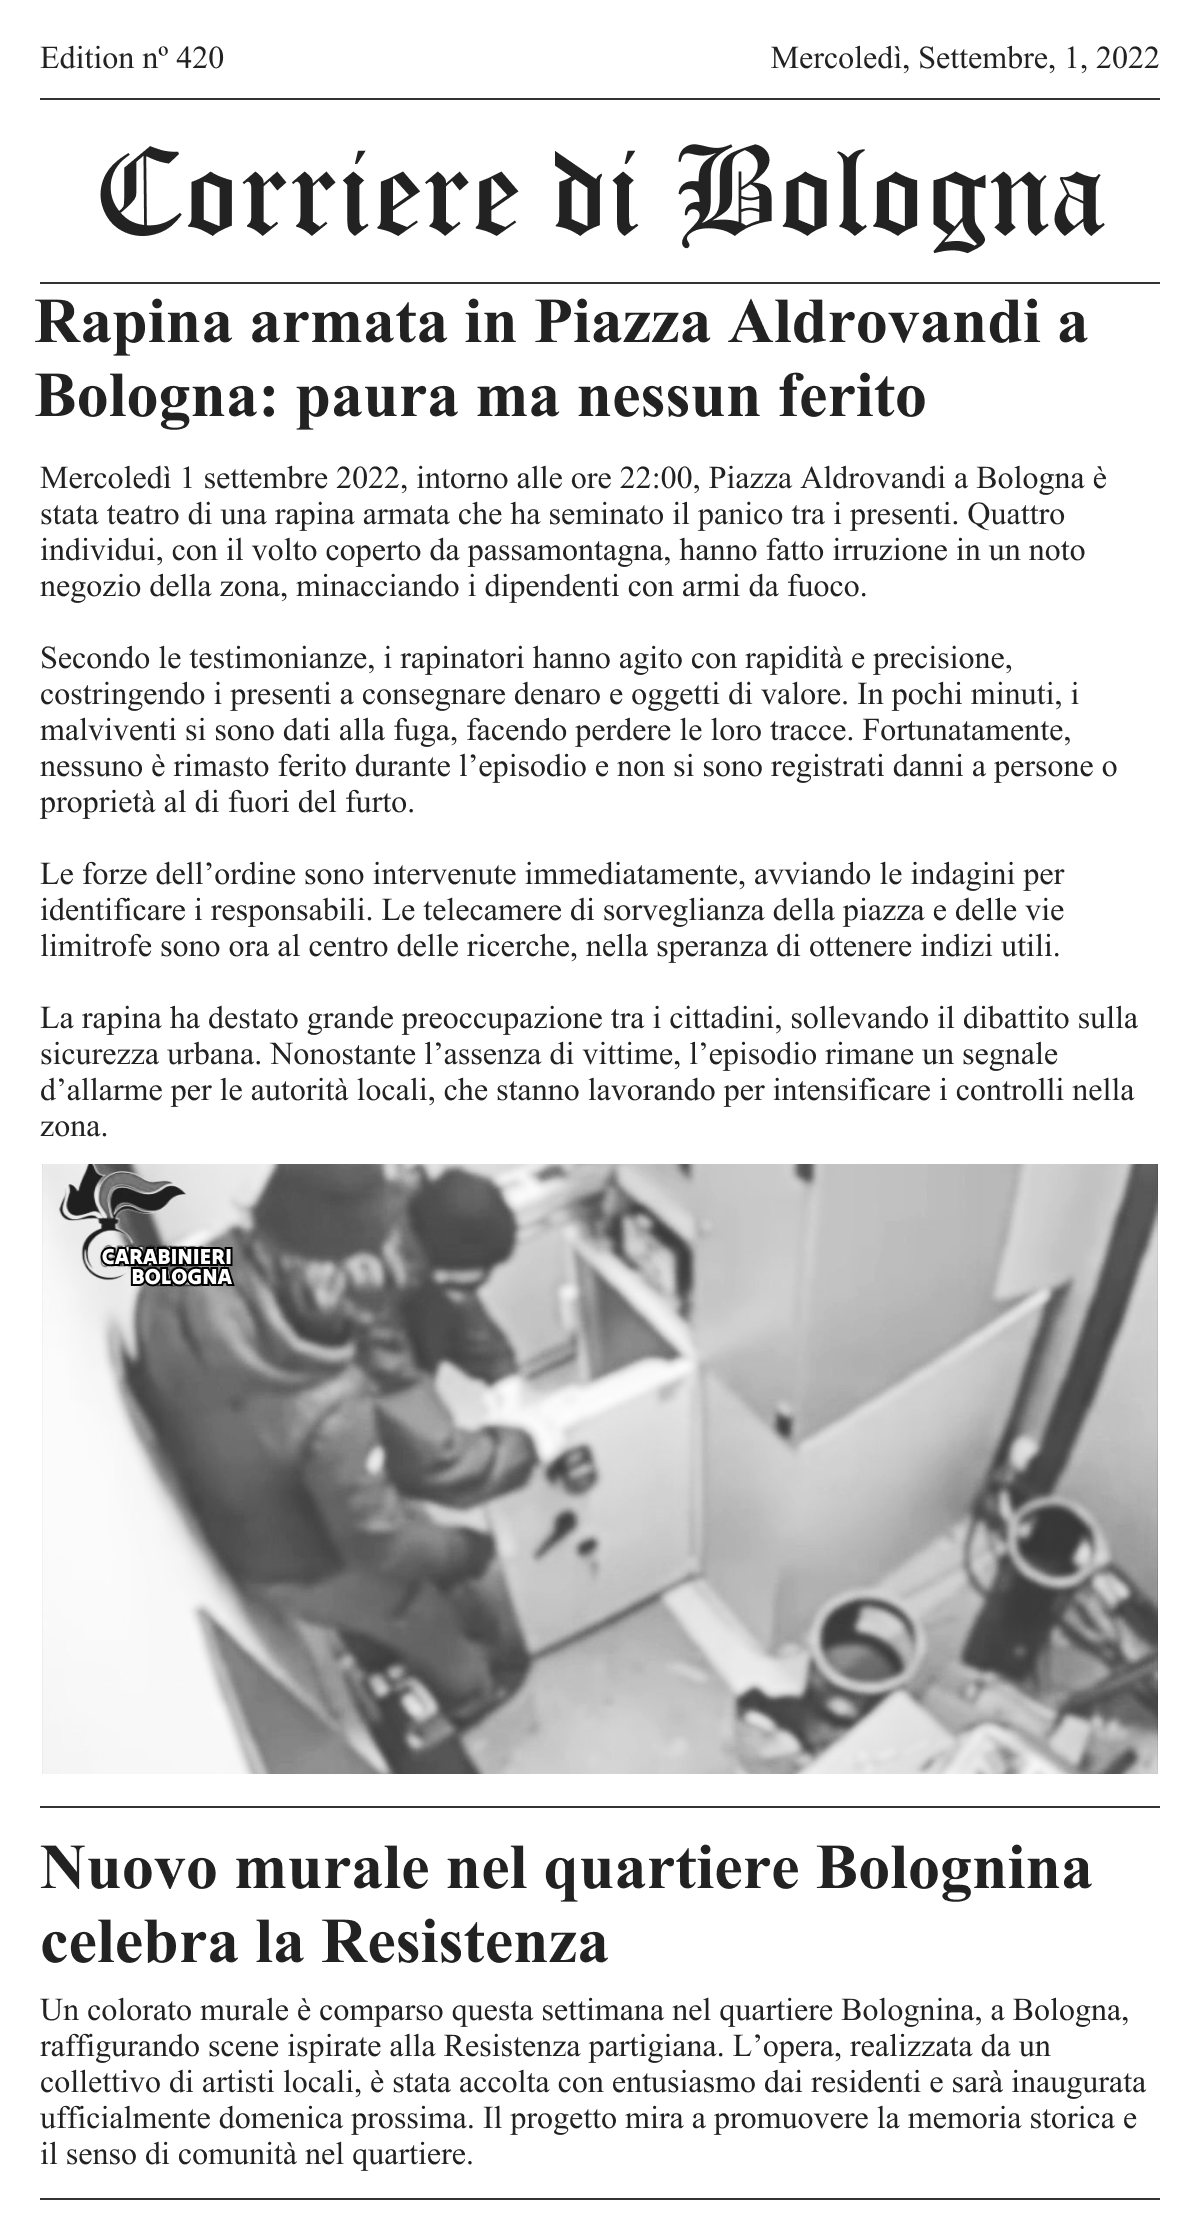 Edition nº 420
Mercoledì, Settembre, 1, 2022
Corriere di Bologna
Rapina armata in Piazza Aldrovandi a
Bologna: paura ma nessun ferito
Mercoledì 1 settembre 2022, intorno alle ore 22:00, Piazza Aldrovandi a Bologna è
stata teatro di una rapina armata che ha seminato il panico tra i presenti. Quattro
individui, con il volto coperto da passamontagna, hanno fatto irruzione in un noto
negozio della zona, minacciando i dipendenti con armi da fuoco.
Secondo le testimonianze, i rapinatori hanno agito con rapidità e precisione,
costringendo i presenti a consegnare denaro e oggetti di valore. In pochi minuti, i
malviventi si sono dati alla fuga, facendo perdere le loro tracce. Fortunatamente,
nessuno è rimasto ferito durante l’episodio e non si sono registrati danni a persone o
proprietà al di fuori del furto.
Le forze dell’ordine sono intervenute immediatamente, avviando le indagini per
identificare i responsabili. Le telecamere di sorveglianza della piazza e delle vie
limitrofe sono ora al centro delle ricerche, nella speranza di ottenere indizi utili.
La rapina ha destato grande preoccupazione tra i cittadini, sollevando il dibattito sulla
sicurezza urbana. Nonostante l’assenza di vittime, l’episodio rimane un segnale
d’allarme per le autorità locali, che stanno lavorando per intensificare i controlli nella
zona.
CARABINIERI
BOLOGNA
Nuovo murale nel quartiere Bolognina
celebra la Resistenza
Un colorato murale è comparso questa settimana nel quartiere Bolognina, a Bologna,
raffigurando scene ispirate alla Resistenza partigiana. L’opera, realizzata da un
collettivo di artisti locali, è stata accolta con entusiasmo dai residenti e sarà inaugurata
ufficialmente domenica prossima. Il progetto mira a promuovere la memoria storica e
il senso di comunità nel quartiere.